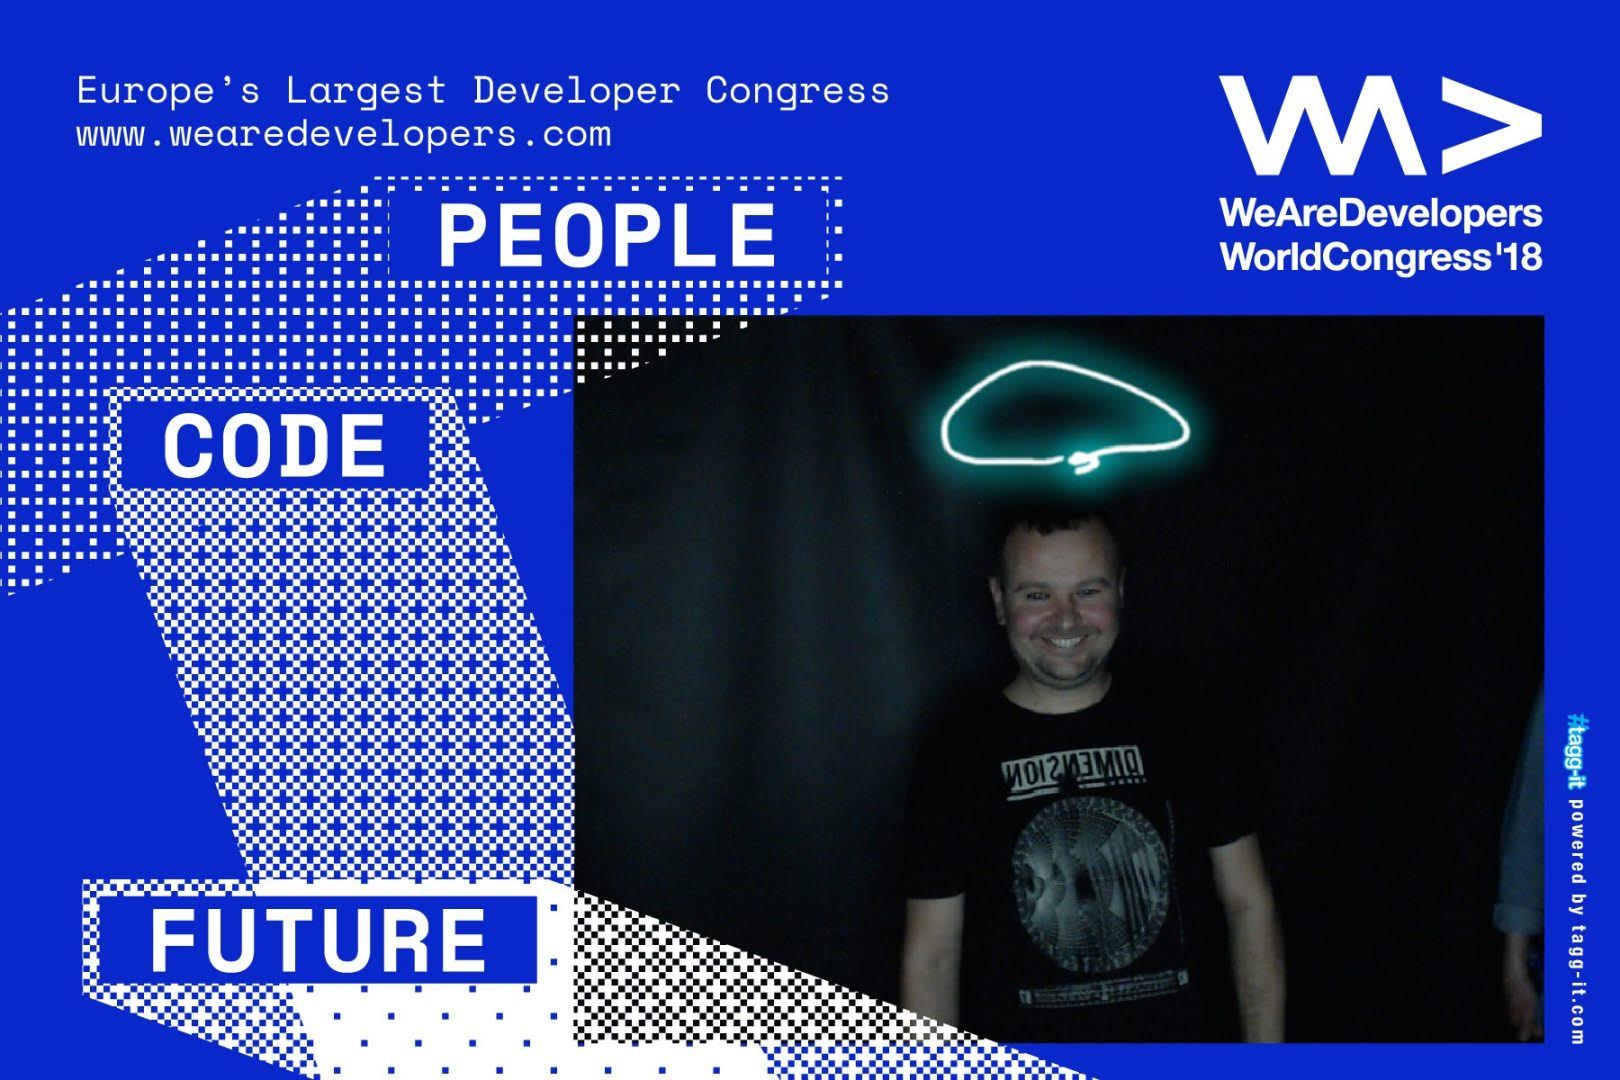 Europe's Largest Developer Congress
www.wearedevelopers.com
WeAreDevelopers
WorldCongress'18
PEOPLE
CODE
FUTURE
DIMENSION
#tagg-it powered by tagg-it.com